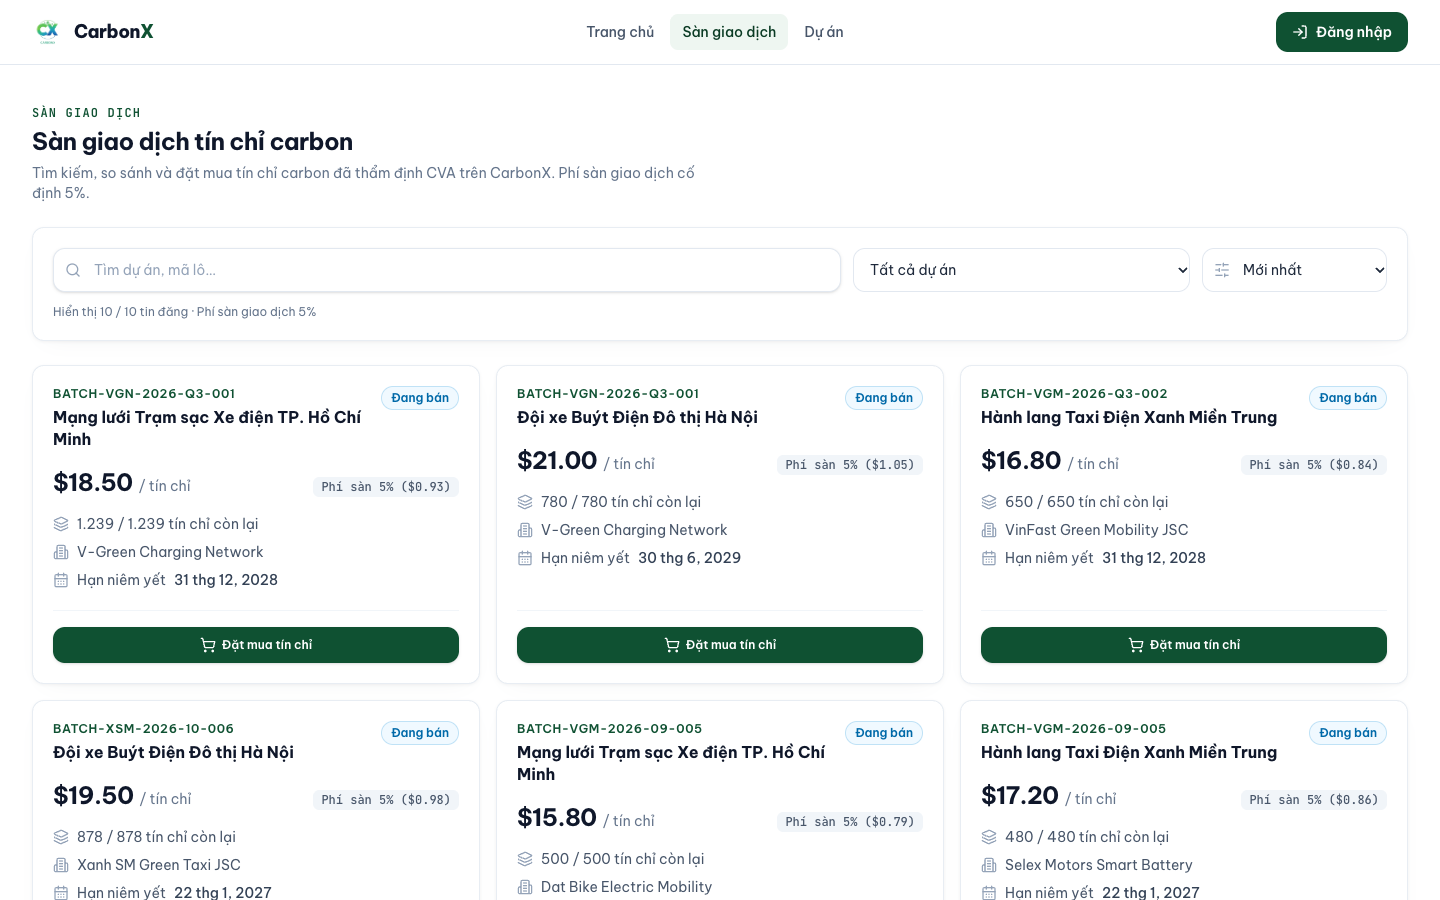 CarbonX
Trang chủ
Sàn giao dịch
Dự án
Đăng nhập
SÀN GIAO DỊCH
Sàn giao dịch tín chỉ carbon
Tìm kiếm, so sánh và đặt mua tín chỉ carbon đã thẩm định CVA trên CarbonX. Phí sàn giao dịch cố
định 5%.
Tìm dự án, mã lô...
Tất cả dự án
Mới nhất
Hiển thị 10 / 10 tin đăng · Phí sàn giao dịch 5%
BATCH-VGN-2026-Q3-001
Đang bán
Mạng lưới Trạm sạc Xe điện TP. Hồ Chí
Minh
$18.50 / tín chỉ
Phí sàn 5% ($0.93)
1.239 / 1.239 tín chỉ còn lại
V-Green Charging Network
Hạn niêm yết 31 thg 12, 2028
Đặt mua tín chỉ
BATCH-VGN-2026-Q3-001
Đang bán
Đội xe Buýt Điện Đô thị Hà Nội
$21.00 / tín chỉ
Phí sàn 5% ($1.05)
780 / 780 tín chỉ còn lại
V-Green Charging Network
Hạn niêm yết 30 thg 6, 2029
Đặt mua tín chỉ
BATCH-VGM-2026-Q3-002
Đang bán
Hành lang Taxi Điện Xanh Miền Trung
$16.80 / tín chỉ
Phí sàn 5% ($0.84)
650 / 650 tín chỉ còn lại
VinFast Green Mobility JSC
Hạn niêm yết 31 thg 12, 2028
Đặt mua tín chỉ
BATCH-XSM-2026-10-006
Đang bán
Đội xe Buýt Điện Đô thị Hà Nội
$19.50 / tín chỉ
Phí sàn 5% ($0.98)
878 / 878 tín chỉ còn lại
Xanh SM Green Taxi JSC
Hạn niêm yết 22 thg 1, 2027
BATCH-VGM-2026-09-005
Đang bán
Mạng lưới Trạm sạc Xe điện TP. Hồ Chí
Minh
$15.80 / tín chỉ
Phí sàn 5% ($0.79)
500 / 500 tín chỉ còn lại
Dat Bike Electric Mobility
BATCH-VGM-2026-09-005
Đang bán
Hành lang Taxi Điện Xanh Miền Trung
$17.20 / tín chỉ
Phí sàn 5% ($0.86)
480 / 480 tín chỉ còn lại
Selex Motors Smart Battery
Hạn niêm yết 22 thg 1, 2027